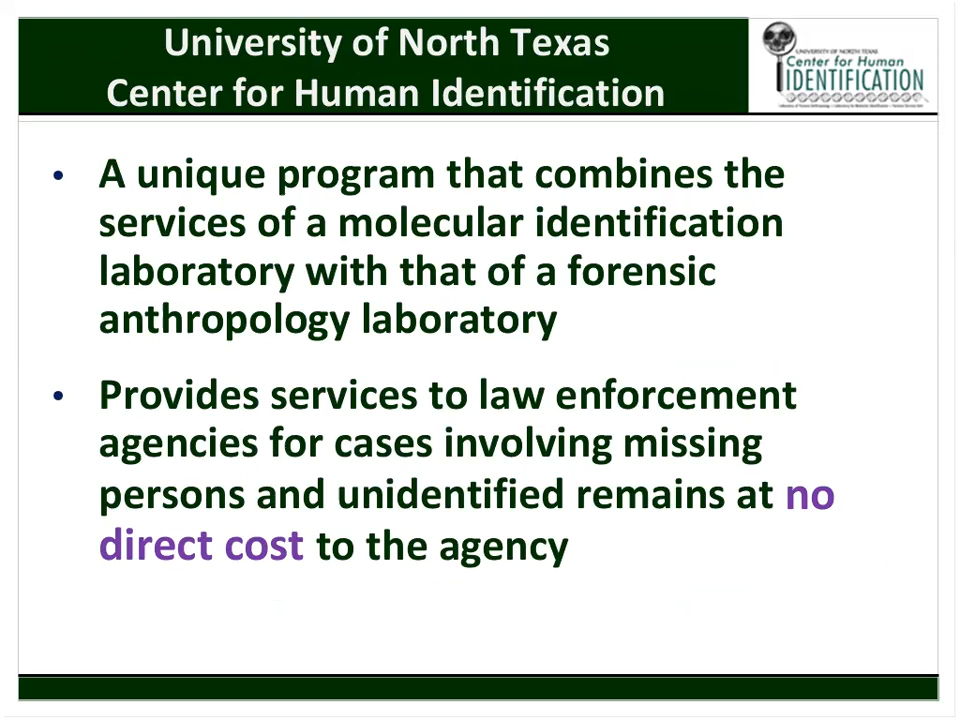 University of North Texas
Center for Human Identification
UNIVERSITY OF NORTH TEXAS
Center for Human
IDENTIFICATION
• A unique program that combines the
services of a molecular identification
laboratory with that of a forensic
anthropology laboratory
• Provides services to law enforcement
agencies for cases involving missing
persons and unidentified remains at no
direct cost to the agency